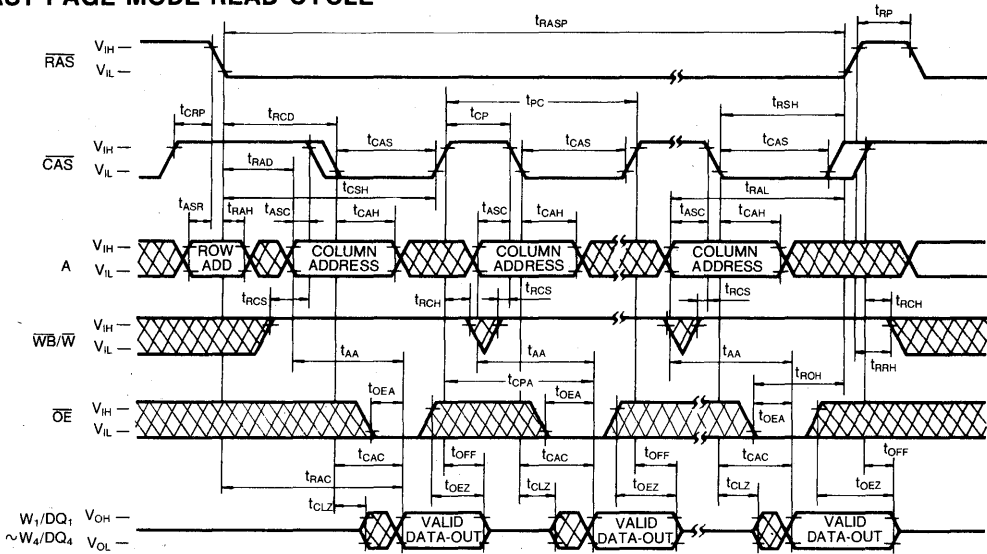 AST PAGE MODE READ CYCLE
tRASP
tRP
RAS
VIH —
VIL —
tCRP
tRCD
tPC
tCP
tRSH
CAS
VIH —
VIL —
tCAS
tCAS
tCAS
tRAD
tCSH
tRAL
tASR
tRAH
tASC
tCAH
tASC
tCAH
tASC
tCAH
A
VIH —
VIL —
ROW
ADD
COLUMN
ADDRESS
COLUMN
ADDRESS
COLUMN
ADDRESS
tRCS
tRCH
tRCS
tRCS
tRCH
WB/W
VIH —
VIL —
tAA
tAA
tAA
tRRH
tOEA
tCPA
tOEA
tROH
tOEA
OE
VIH —
VIL —
tCAC
tOFF
tCAC
tOFF
tCAC
tOFF
tRAC
tOEZ
tOEZ
tOEZ
tCLZ
tCLZ
tCLZ
W1/DQ1
~W4/DQ4
VOH —
VOL —
VALID
DATA-OUT
VALID
DATA-OUT
VALID
DATA-OUT